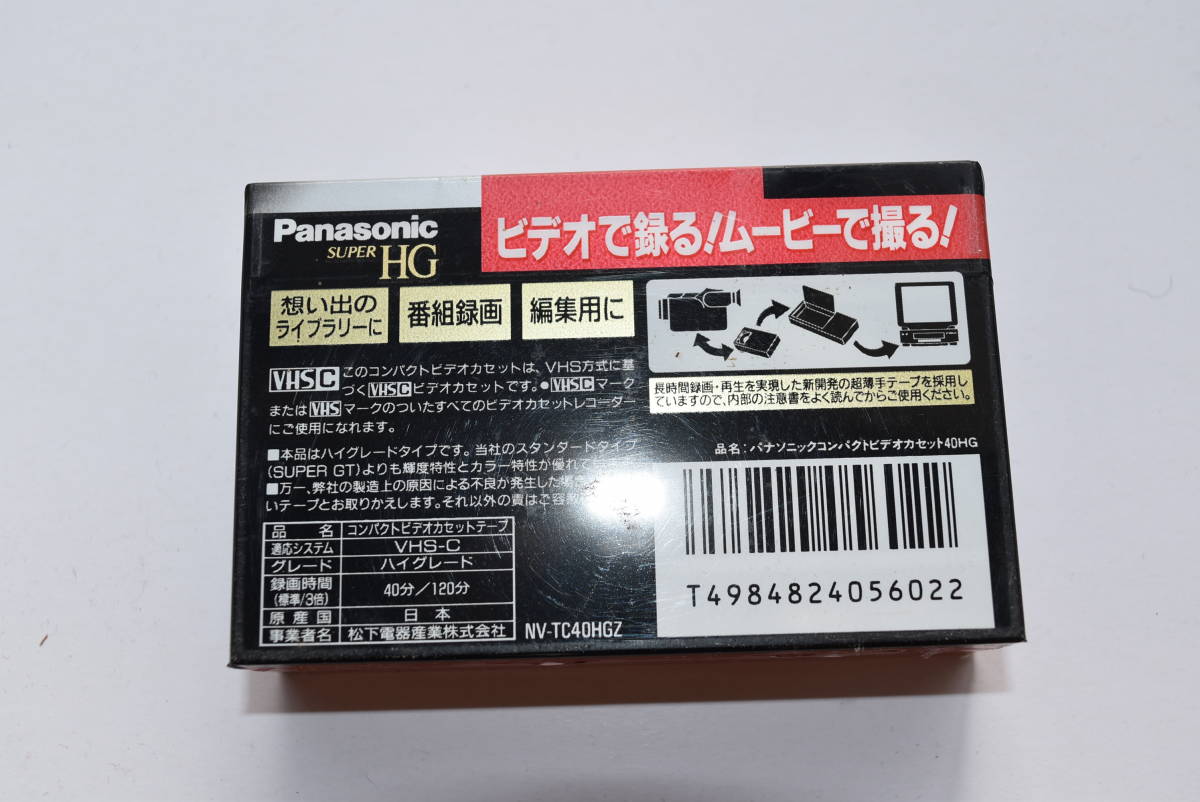 Panasonic
SUPER HG
ビデオで録る!ムービーで撮る!
想い出の
ライブラリーに
番組録画
編集用に
VHSC このコンパクトビデオカセットは、VHS方式に基
づくVHSCビデオカセットです。●VHSCマーク
またはVHSマークのついたすべてのビデオカセットレコーダー
にご使用になれます。
■本品はハイグレードタイプです。当社のスタンダードタイプ
(SUPER GT)よりも輝度特性とカラー特性が優れて
■万一、弊社の製造上の原因による不良が発生した場合
いテープとお取りかえします。それ以外の責はご容赦
品名 コンパクトビデオカセットテープ
適応システム VHS-C
グレード ハイグレード
録画時間 40分/120分
(標準/3倍)
原産国 日本
事業者名 松下電器産業株式会社
NV-TC40HGZ
長時間録画・再生を実現した新開発の超薄手テープを採用し
ていますので、内部の注意書をよく読んでからご使用ください。
品名:パナソニックコンパクトビデオカセット40HG
T4984824056022